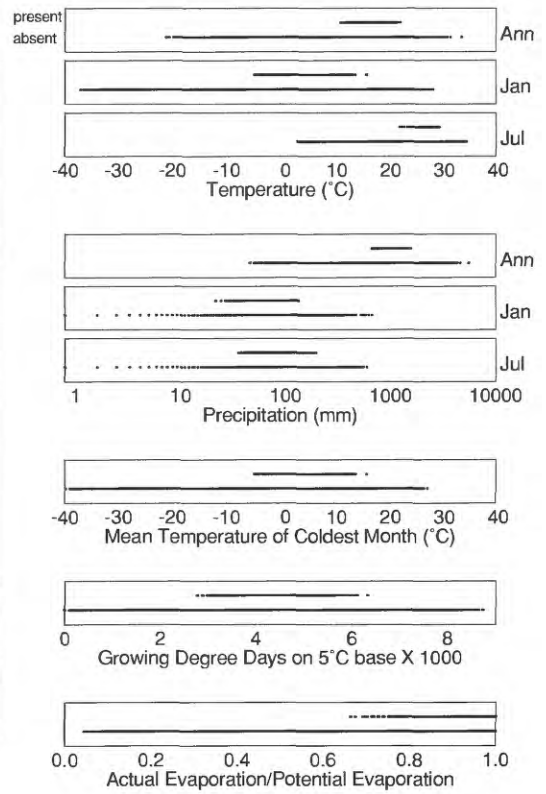 present
absent
Ann
Jan
Jul
-40 -30 -20 -10 0 10 20 30 40
Temperature (˚C)
Ann
Jan
Jul
1 10 100 1000 10000
Precipitation (mm)
-40 -30 -20 -10 0 10 20 30 40
Mean Temperature of Coldest Month (˚C)
0 2 4 6 8
Growing Degree Days on 5˚C base X 1000
0.0 0.2 0.4 0.6 0.8 1.0
Actual Evaporation/Potential Evaporation